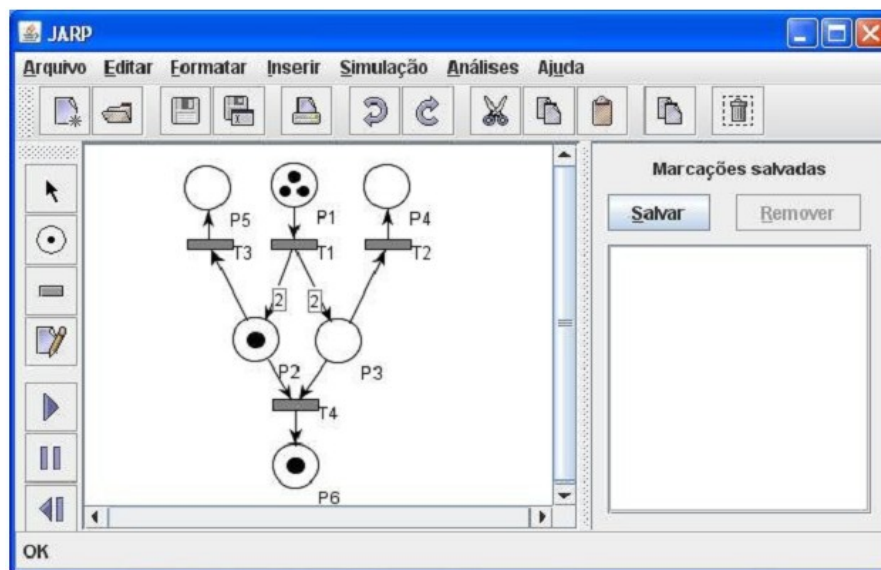 JARP
Arquivo Editar Formatar Inserir Simulação Análises Ajuda
Marcações salvadas
Salvar Remover
P5 P1 P4
T3 T1 T2
2 2
P2 P3
T4
P6
OK